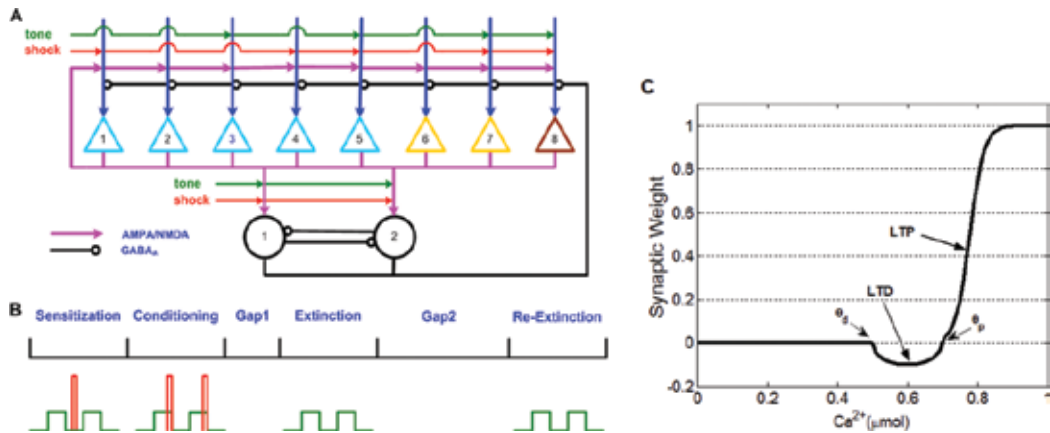 A
tone
shock
1 2 3 4 5 6 7 8
tone
shock
1 2
AMPA/NMDA
GABAA
B
Sensitization Conditioning Gap1 Extinction Gap2 Re-Extinction
C
Synaptic Weight
1
0.8
0.6
0.4
0.2
0
-0.2
LTP
LTD
θd
θp
0 0.2 0.4 0.6 0.8 1
Ca2+(μmol)